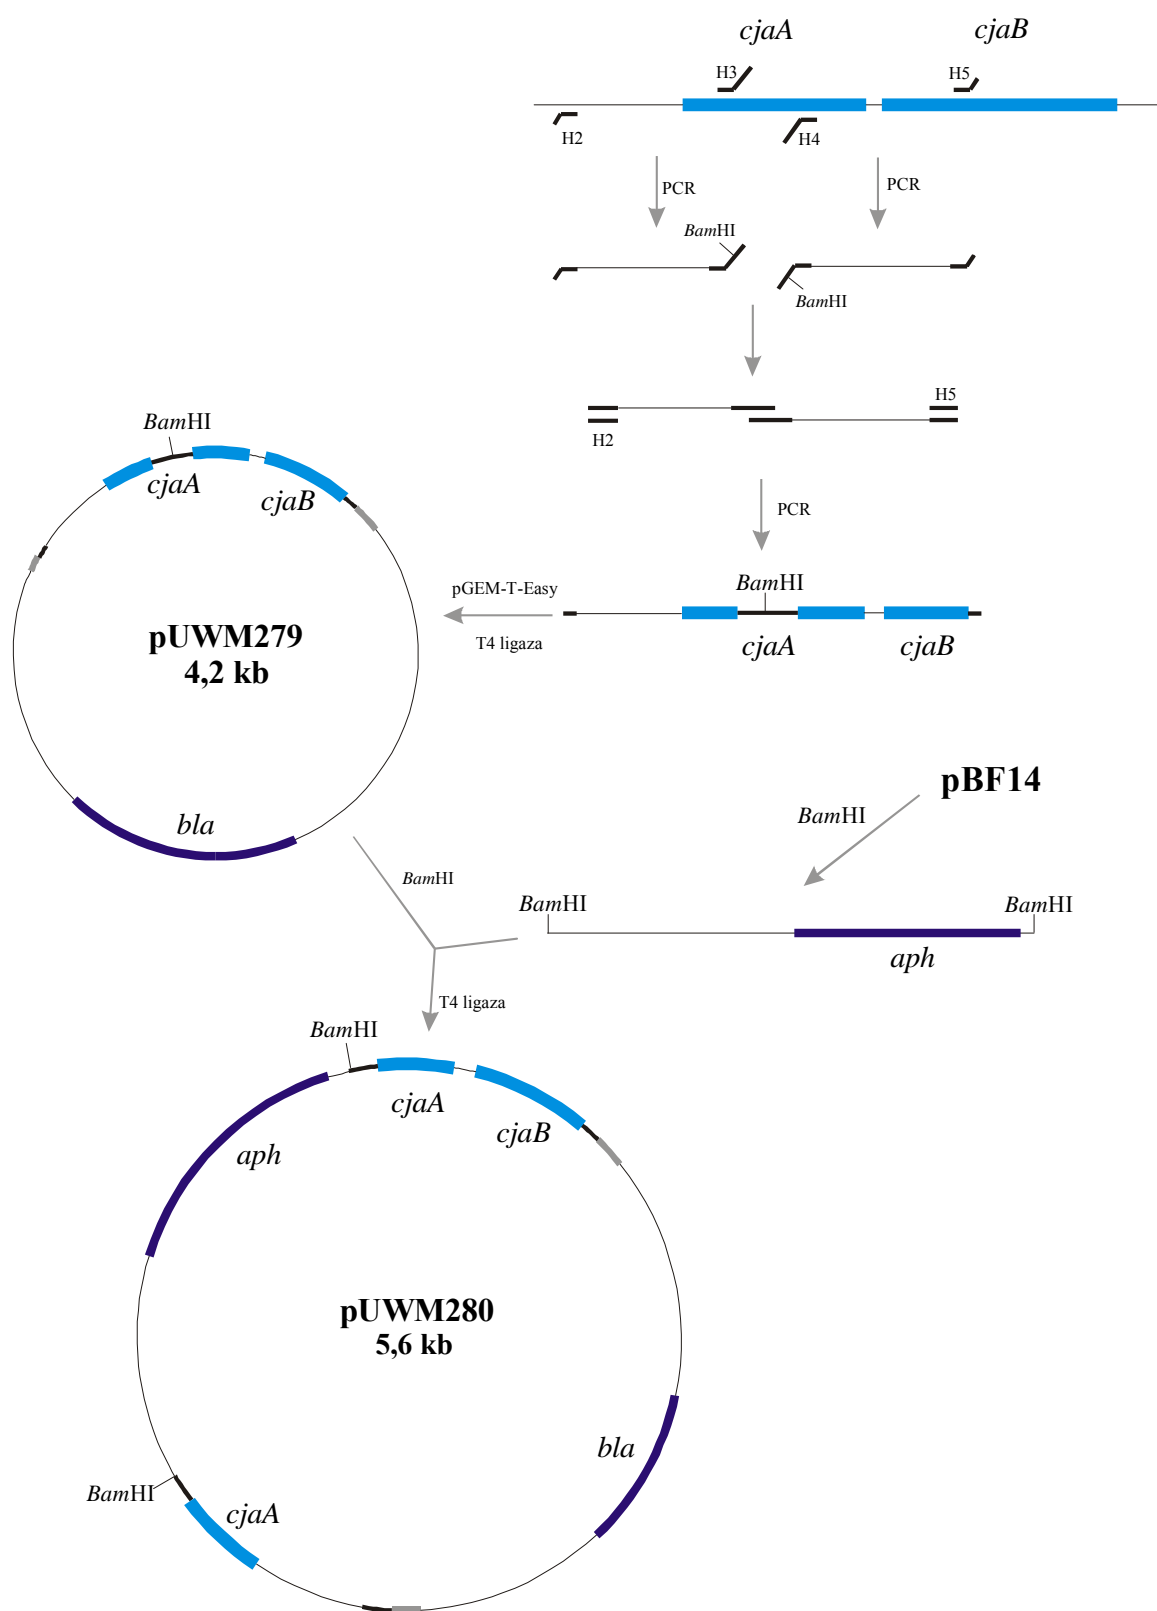 cjaA
cjaB
H3
H5
H2
H4
PCR
PCR
BamHI
BamHI
H5
H2
BamHI
cjaA
cjaB
PCR
BamHI
pGEM-T-Easy
T4 ligaza
cjaA
cjaB
pUWM279
4,2 kb
pBF14
BamHI
bla
BamHI
BamHI
BamHI
aph
T4 ligaza
BamHI
cjaA
cjaB
aph
pUWM280
5,6 kb
bla
BamHI
cjaA